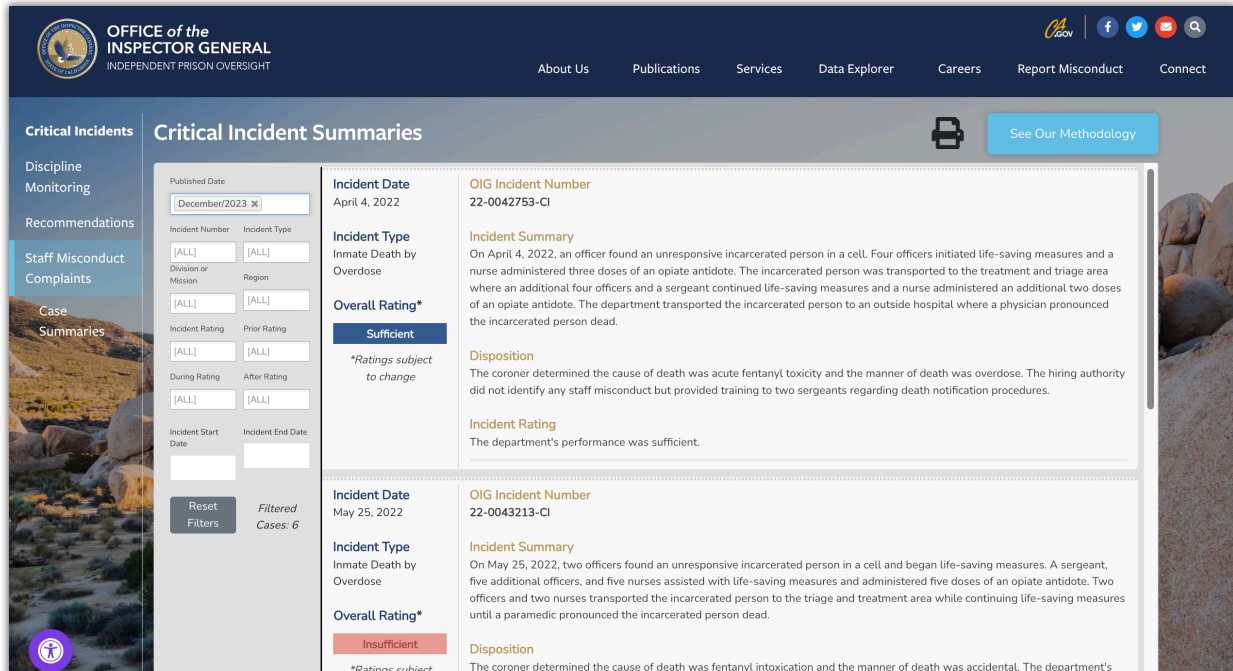 OFFICE of the
INSPECTOR GENERAL
INDEPENDENT PRISON OVERSIGHT
CA.GOV
About Us
Publications
Services
Data Explorer
Careers
Report Misconduct
Connect
Critical Incidents
Discipline
Monitoring
Recommendations
Staff Misconduct
Complaints
Case
Summaries
Critical Incident Summaries
See Our Methodology
Published Date
December/2023 ×
Incident Number
Incident Type
[ALL]
[ALL]
Division or
Mission
Region
[ALL]
[ALL]
Incident Rating
Prior Rating
[ALL]
[ALL]
During Rating
After Rating
[ALL]
[ALL]
Incident Start
Date
Incident End Date
Reset
Filters
Filtered
Cases: 6
Incident Date
April 4, 2022
Incident Type
Inmate Death by
Overdose
Overall Rating*
Sufficient
*Ratings subject
to change
OIG Incident Number
22-0042753-CI
Incident Summary
On April 4, 2022, an officer found an unresponsive incarcerated person in a cell. Four officers initiated life-saving measures and a
nurse administered three doses of an opiate antidote. The incarcerated person was transported to the treatment and triage area
where an additional four officers and a sergeant continued life-saving measures and a nurse administered an additional two doses
of an opiate antidote. The department transported the incarcerated person to an outside hospital where a physician pronounced
the incarcerated person dead.
Disposition
The coroner determined the cause of death was acute fentanyl toxicity and the manner of death was overdose. The hiring authority
did not identify any staff misconduct but provided training to two sergeants regarding death notification procedures.
Incident Rating
The department's performance was sufficient.
Incident Date
May 25, 2022
Incident Type
Inmate Death by
Overdose
Overall Rating*
Insufficient
*Ratings subject
OIG Incident Number
22-0043213-CI
Incident Summary
On May 25, 2022, two officers found an unresponsive incarcerated person in a cell and began life-saving measures. A sergeant,
five additional officers, and five nurses assisted with life-saving measures and administered five doses of an opiate antidote. Two
officers and two nurses transported the incarcerated person to the triage and treatment area while continuing life-saving measures
until a paramedic pronounced the incarcerated person dead.
Disposition
The coroner determined the cause of death was fentanyl intoxication and the manner of death was accidental. The department's